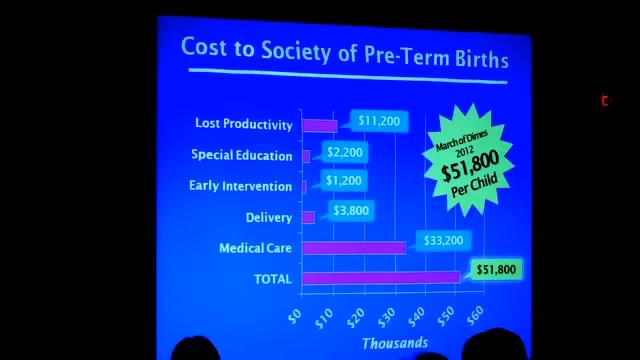 Cost to Society of Pre-Term Births
Lost Productivity
$11,200
Special Education
$2,200
Early Intervention
$1,200
Delivery
$3,800
Medical Care
$33,200
TOTAL
$51,800
March of Dimes
2012
$51,800
Per Child
$0
$10
$20
$30
$40
$50
$60
Thousands